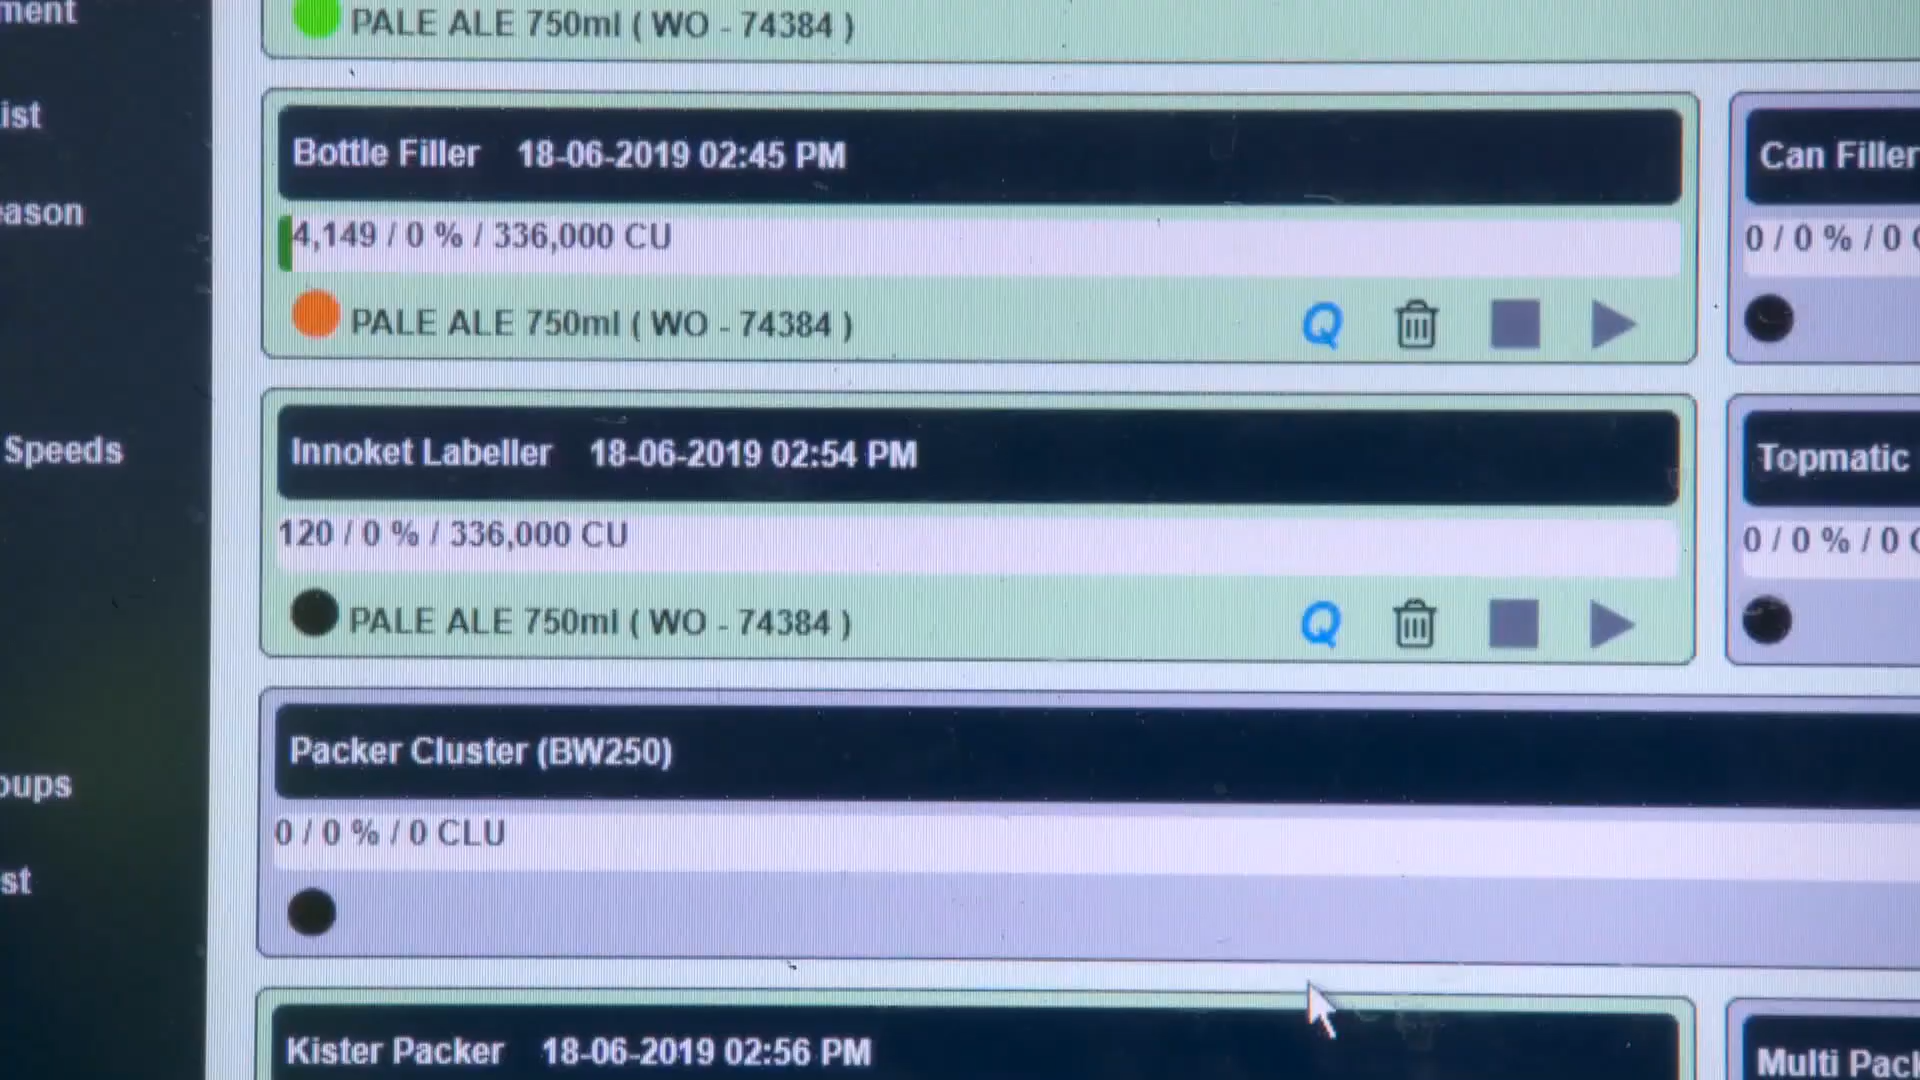 ment
PALE ALE 750ml ( WO - 74384 )
ist
Bottle Filler 18-06-2019 02:45 PM
Can Filler
eason
4,149 / 0 % / 336,000 CU
0 / 0 % / 0 C
PALE ALE 750ml ( WO - 74384 )
Q
Speeds
Innoket Labeller 18-06-2019 02:54 PM
Topmatic
120 / 0 % / 336,000 CU
0 / 0 % / 0 C
PALE ALE 750ml ( WO - 74384 )
Q
Packer Cluster (BW250)
oups
0 / 0 % / 0 CLU
st
Kister Packer 18-06-2019 02:56 PM
Multi Pack